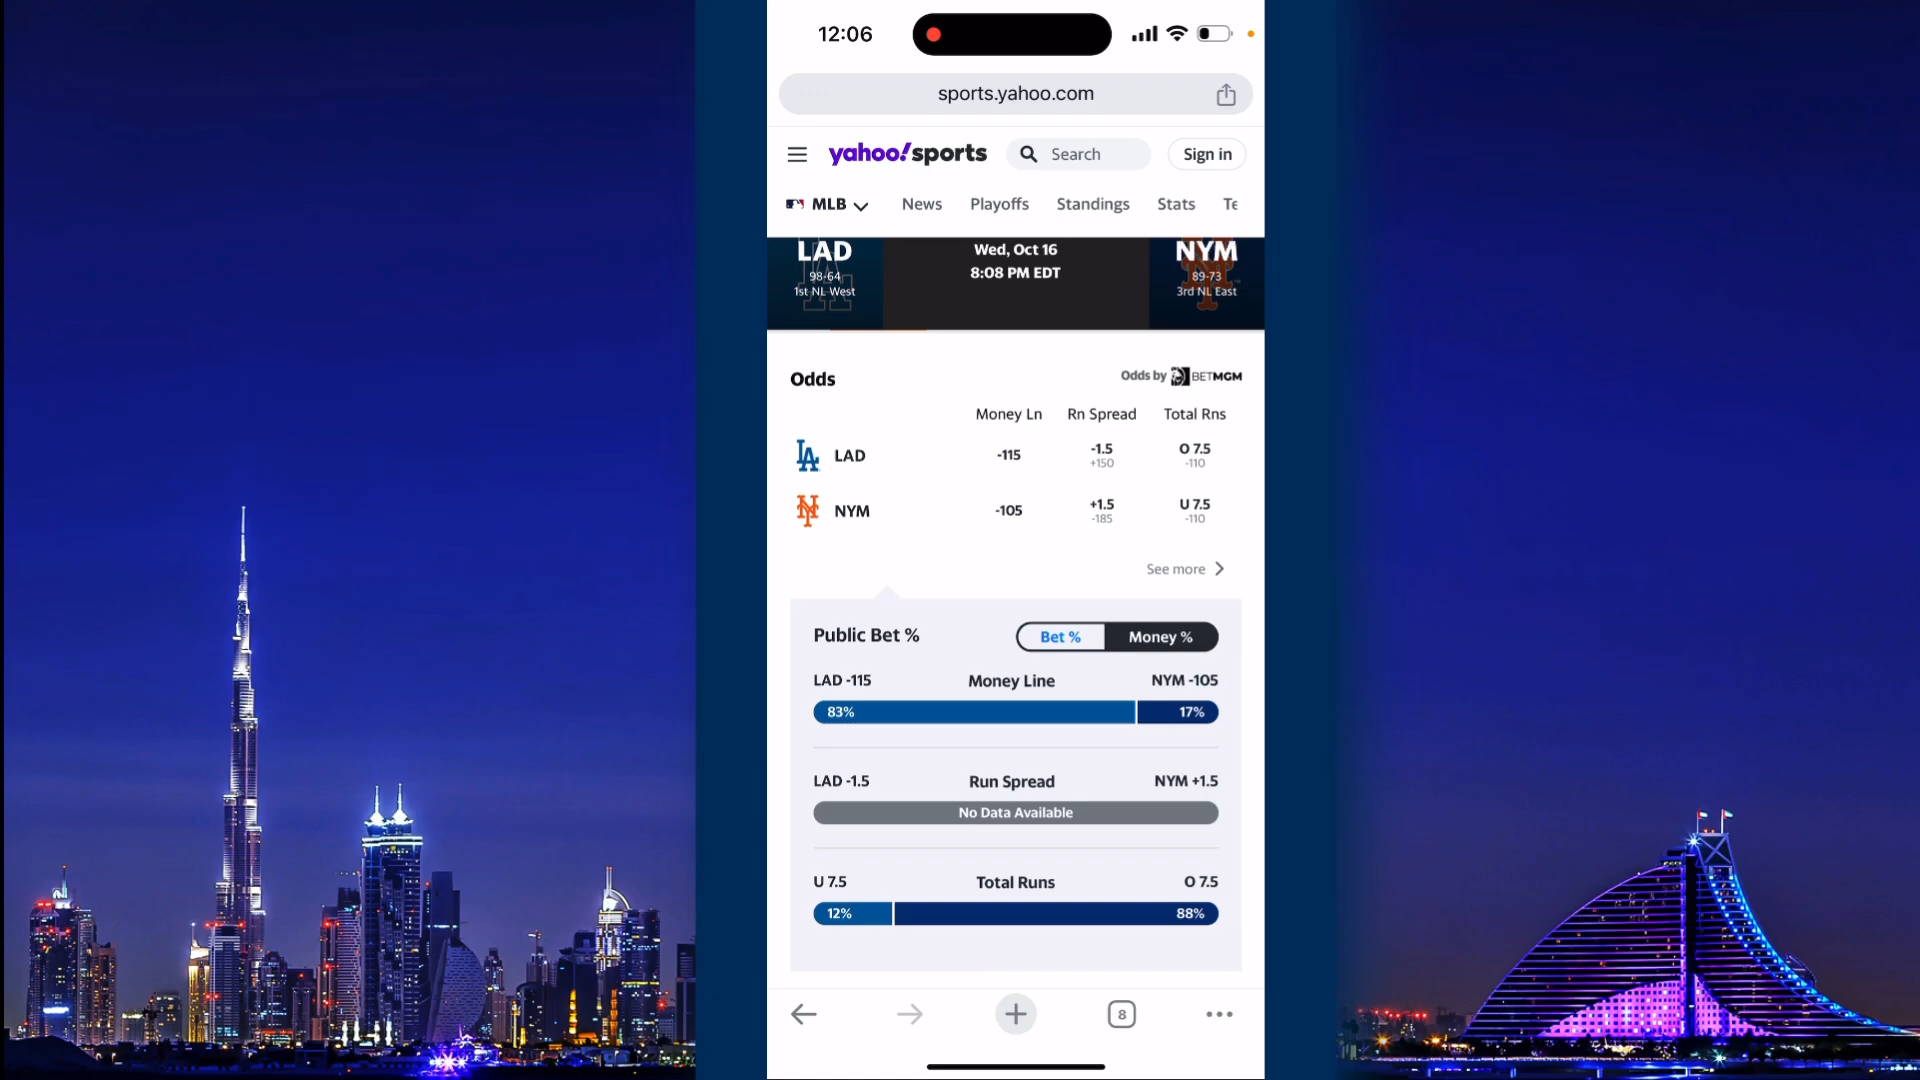 12:06
sports.yahoo.com
yahoo!sports
Search
Sign in
MLB
News
Playoffs
Standings
Stats
Te
LAD
98-64
1st NL West
Wed, Oct 16
8:08 PM EDT
NYM
89-73
3rd NL East
Odds
Odds by BETMGM
Money Ln Rn Spread Total Rns
LAD -115 -1.5 O 7.5
+150 -110
NYM -105 +1.5 U 7.5
-185 -110
See more
Public Bet %
Bet %
Money %
LAD -115 Money Line NYM -105
83% 17%
LAD -1.5 Run Spread NYM +1.5
No Data Available
U 7.5 Total Runs O 7.5
12% 88%
8